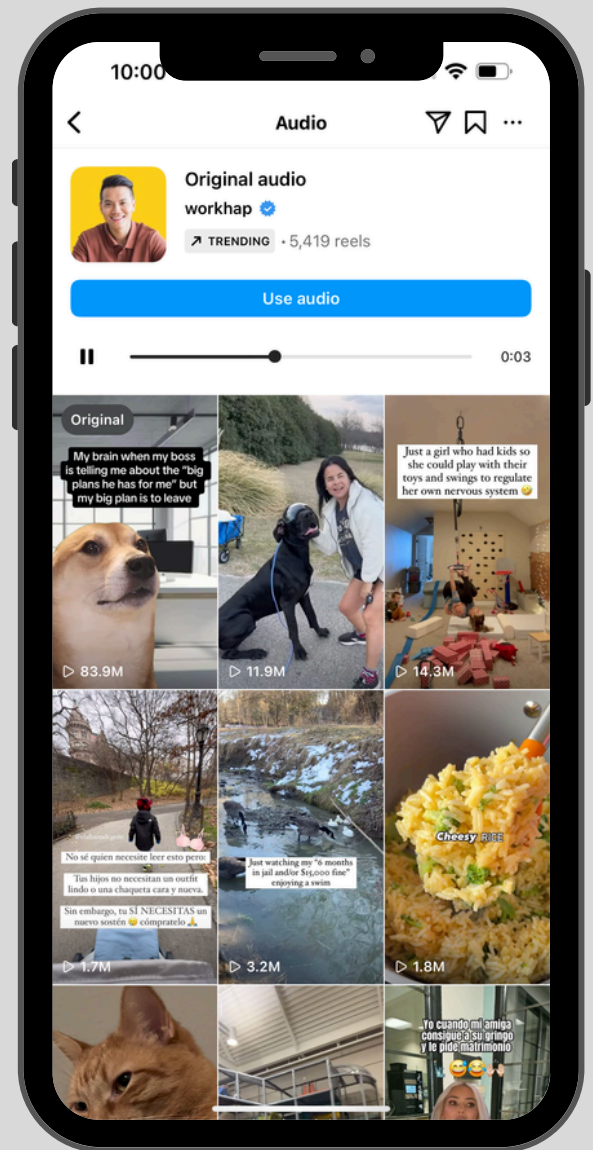 10:00
Audio
Original audio
workhap
TRENDING • 5,419 reels
Use audio
0:03
Original
My brain when my boss
is telling me about the "big
plans he has for me" but
my big plan is to leave
83.9M
11.9M
Just a girl who had kids so
she could play with their
toys and swings to regulate
her own nervous system 🤣
14.3M
No sé quien necesite leer esto pero:
Tus hijos no necesitan un outfit
lindo o una chaqueta cara y nueva.
Sin embargo, tu SÍ NECESITAS un
nuevo sostén 😊 cómpratelo 🙏
1.7M
Just watching my "6 months
in jail and/or $15,000 fine"
enjoying a swim
3.2M
Cheesy RICE
1.8M
Yo cuando mi amiga
consigue a su gringo
y le pide matrimonio
😅😂🙌🏻